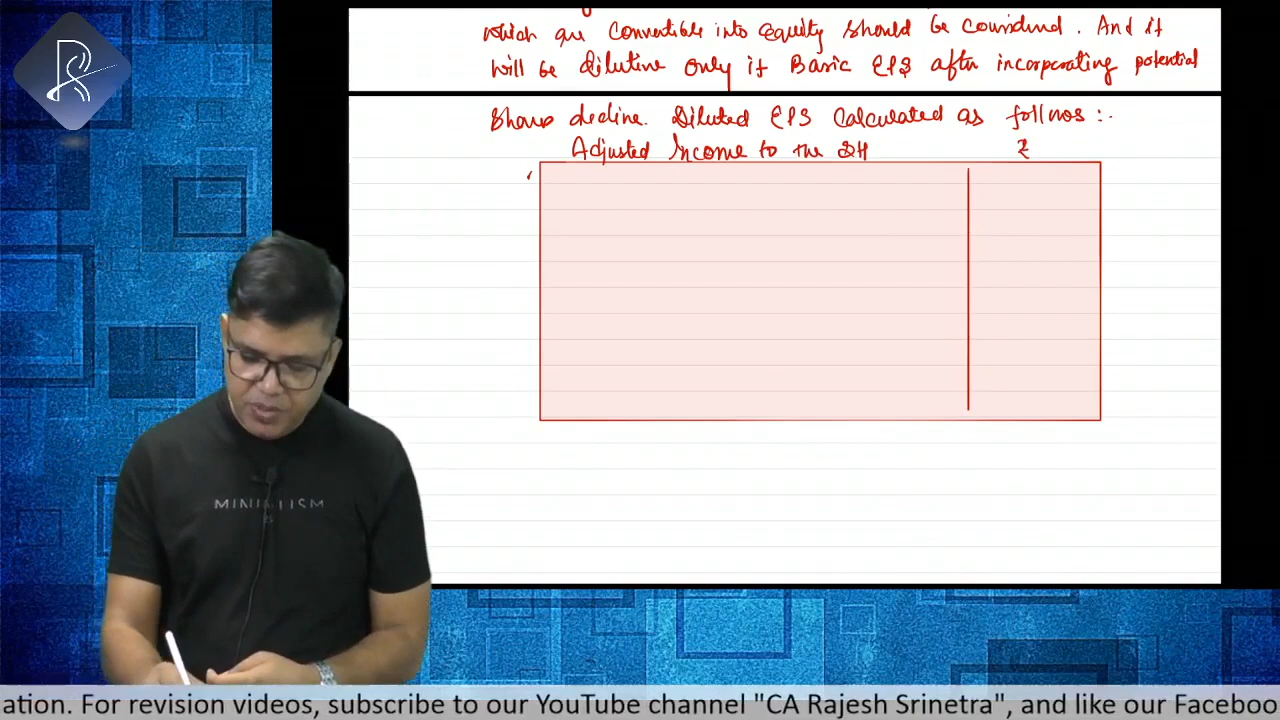 which are Convertible into equity should be considered. And it
will be dilutive only if Basic EPS after incorporating potential
Shares decline. Diluted EPS Calculated as follows :-
Adjusted Income to the SH ₹
MINI LISM
ation. For revision videos, subscribe to our YouTube channel "CA Rajesh Srinetra", and like our Faceboo